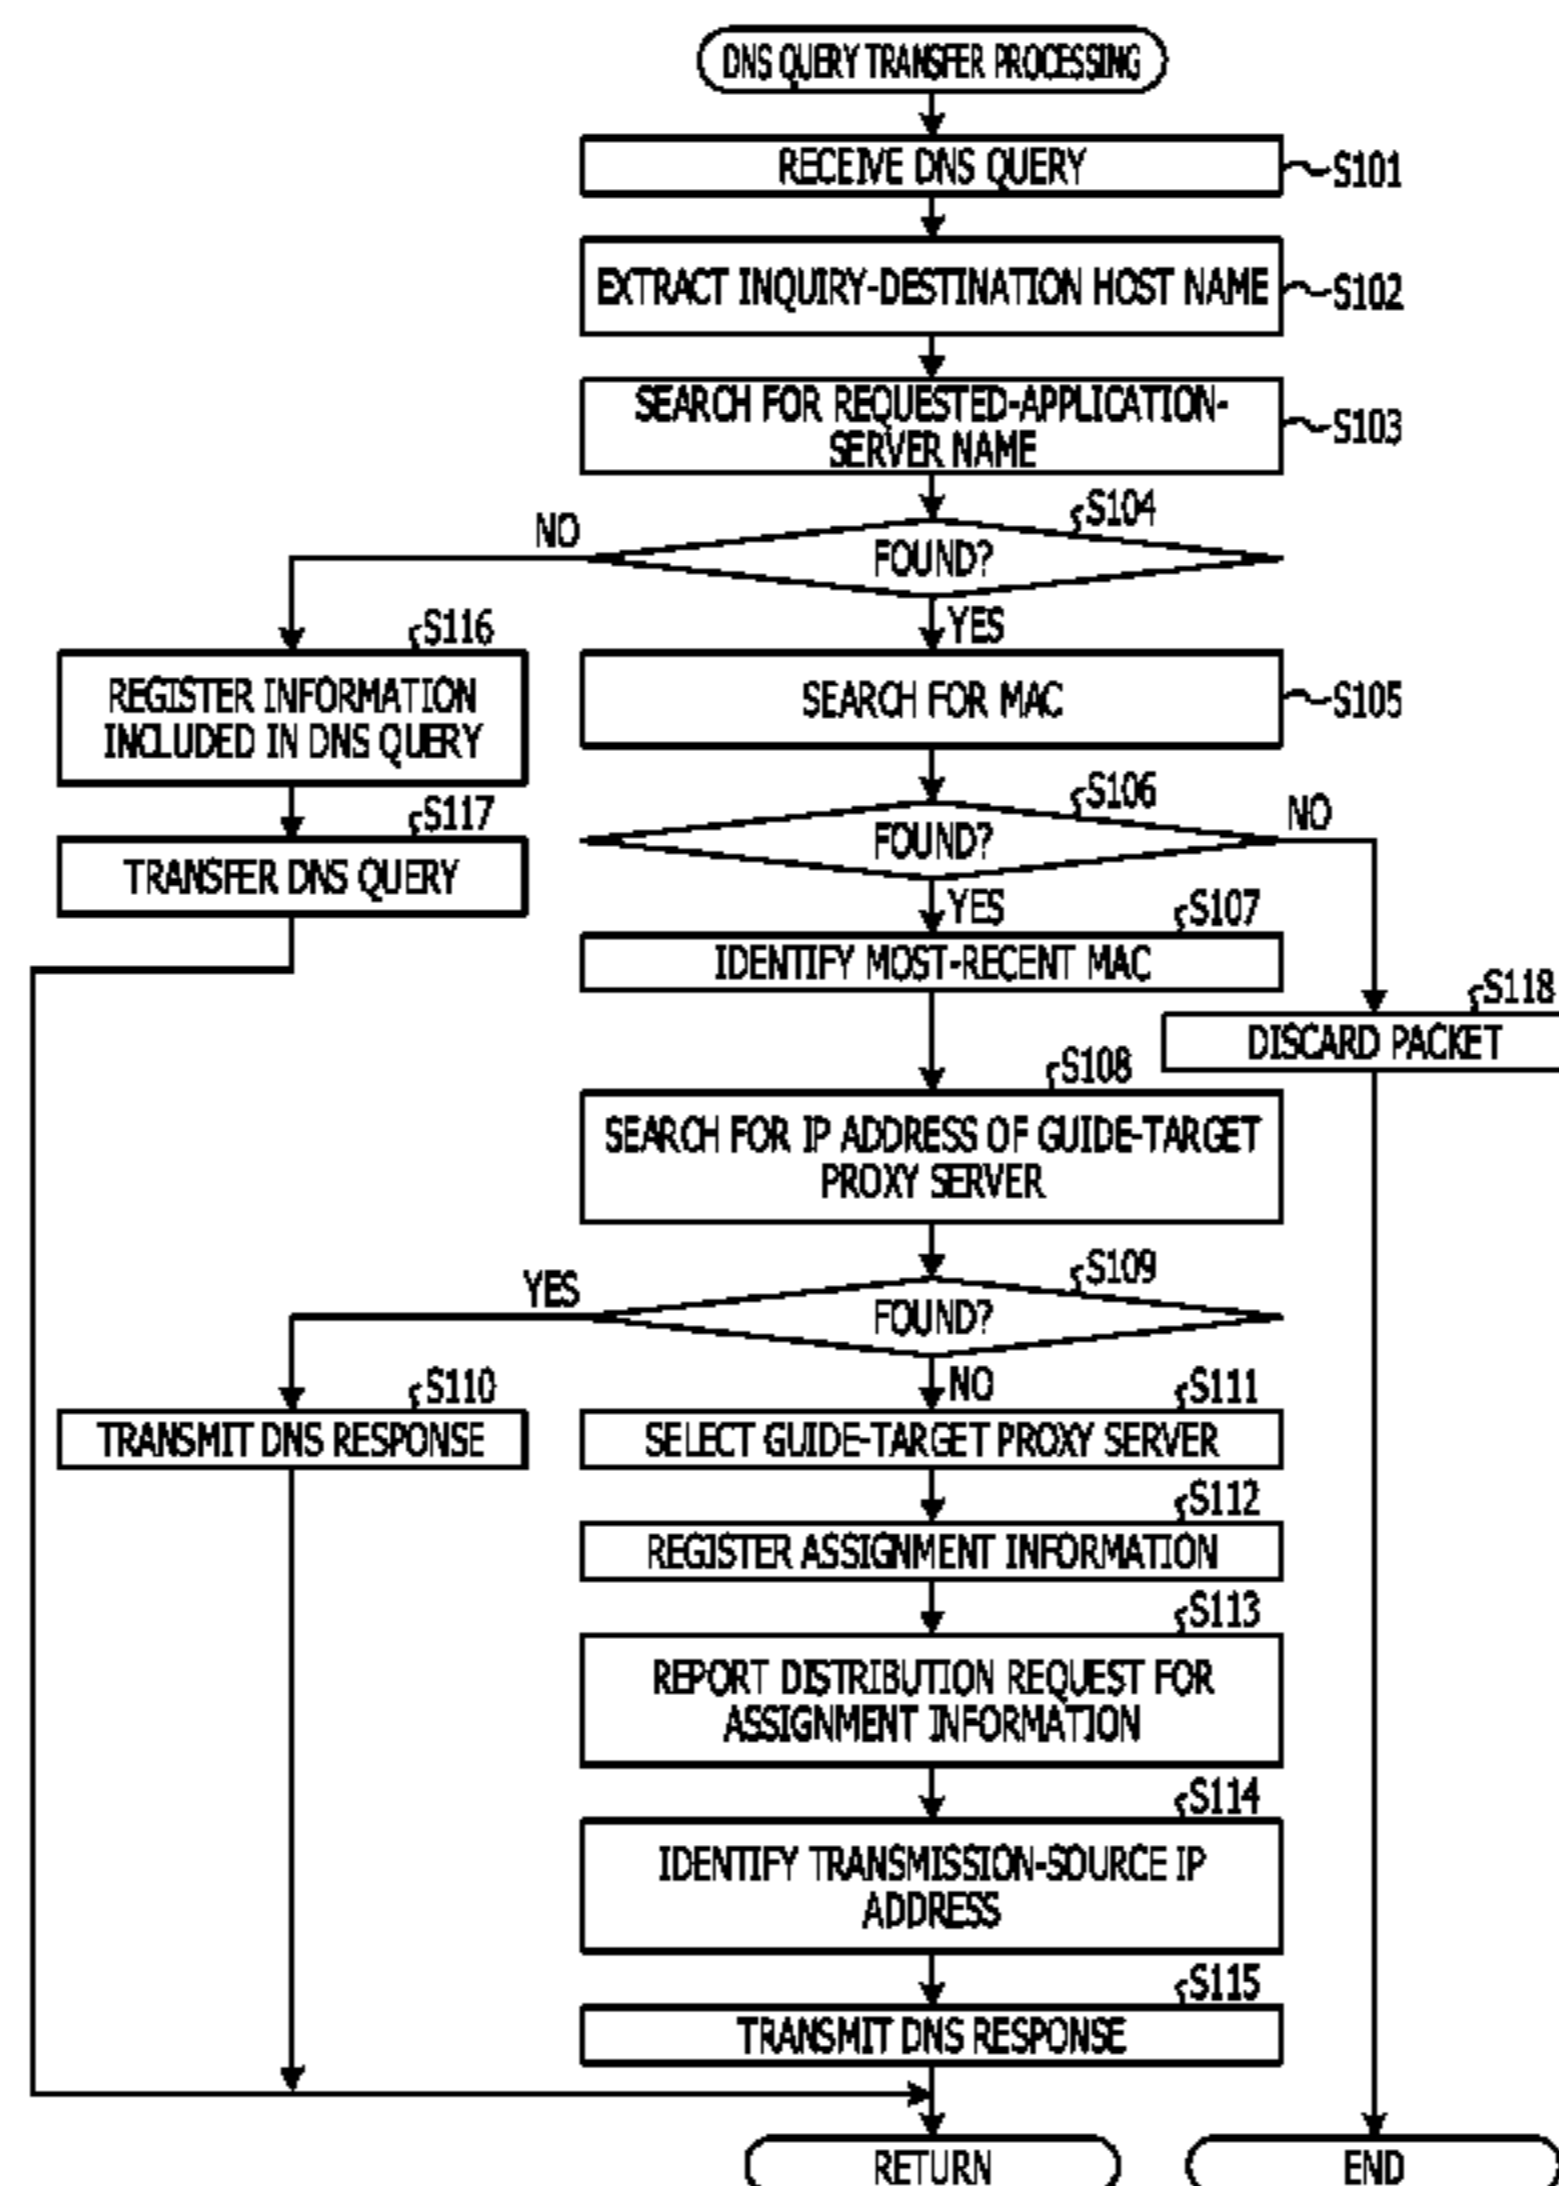 DNS QUERY TRANSFER PROCESSING
RECEIVE DNS QUERY
S101
EXTRACT INQUIRY-DESTINATION HOST NAME
S102
SEARCH FOR REQUESTED-APPLICATION-
SERVER NAME
S103
S104
FOUND?
NO
YES
S116
REGISTER INFORMATION
INCLUDED IN DNS QUERY
SEARCH FOR MAC
S105
S117
TRANSFER DNS QUERY
S106
FOUND?
NO
YES
S107
IDENTIFY MOST-RECENT MAC
S118
DISCARD PACKET
S108
SEARCH FOR IP ADDRESS OF GUIDE-TARGET
PROXY SERVER
S109
FOUND?
YES
NO
S110
TRANSMIT DNS RESPONSE
S111
SELECT GUIDE-TARGET PROXY SERVER
S112
REGISTER ASSIGNMENT INFORMATION
S113
REPORT DISTRIBUTION REQUEST FOR
ASSIGNMENT INFORMATION
S114
IDENTIFY TRANSMISSION-SOURCE IP
ADDRESS
S115
TRANSMIT DNS RESPONSE
RETURN
END